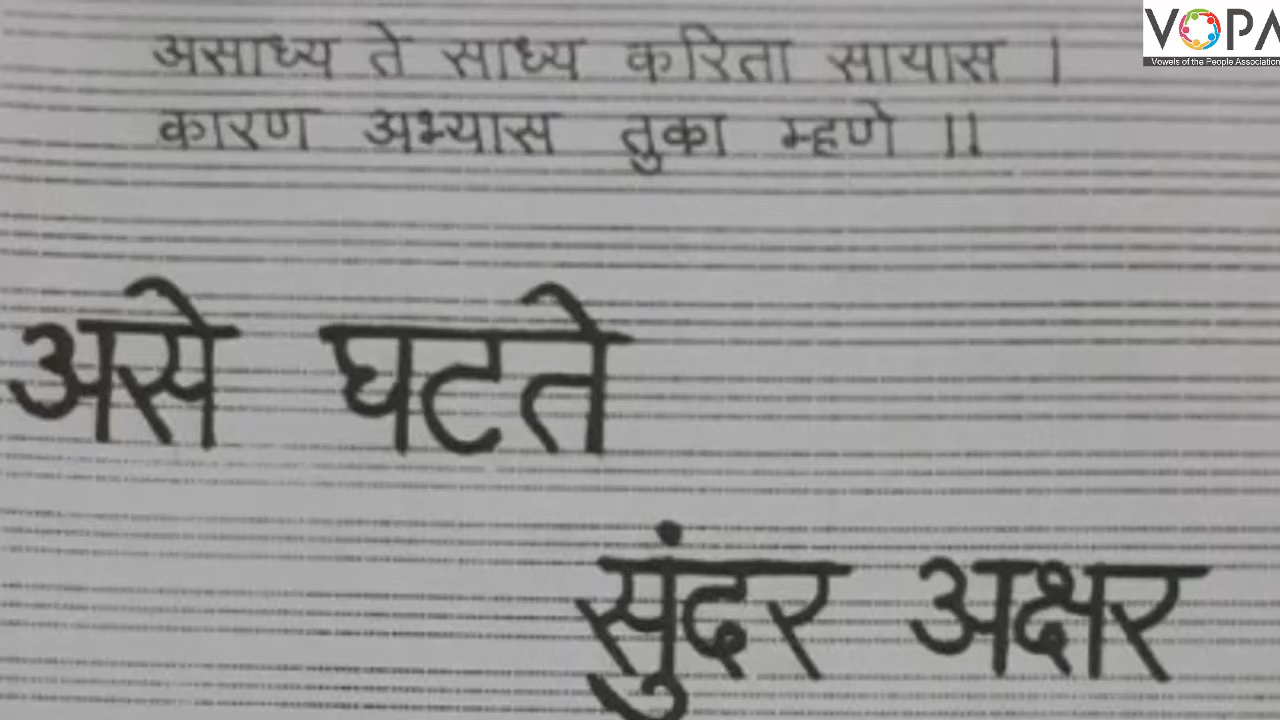 असाध्य ते साध्य करिता सायास ।
कारण अभ्यास तुका म्हणे ।।
असे घटते
सुंदर अक्षर
VOPA
Vowels of the People Association